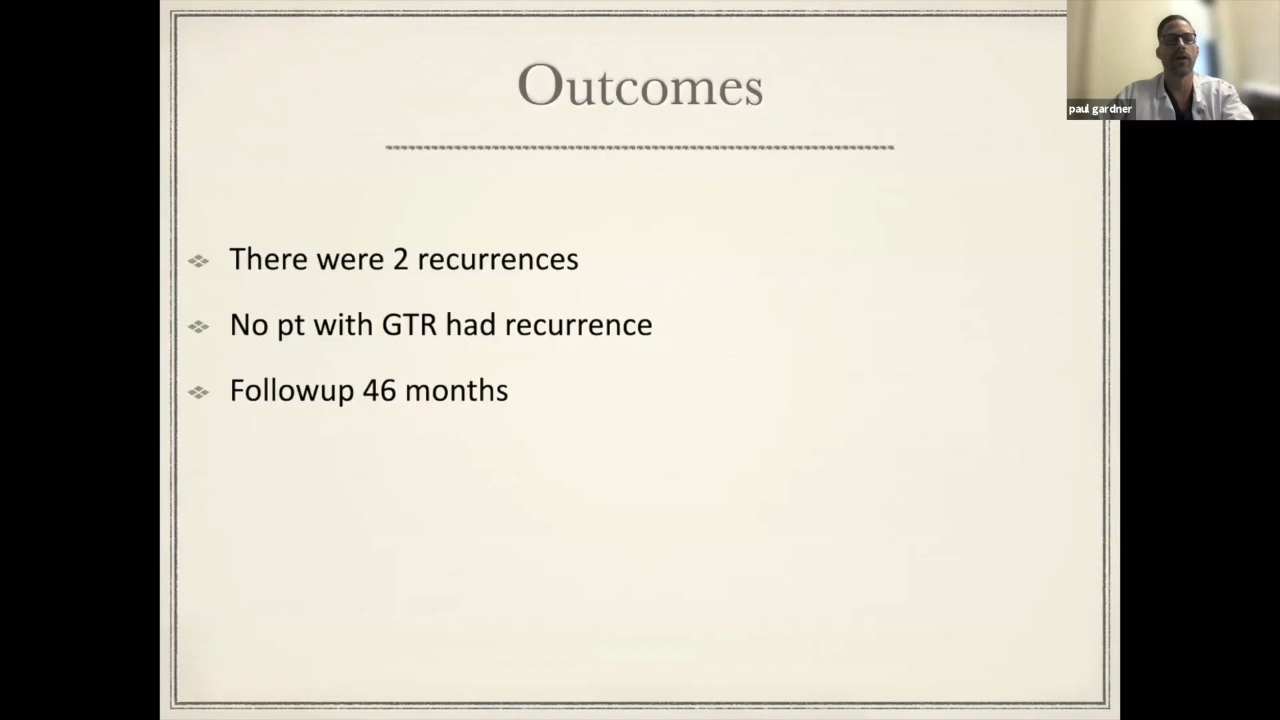 Outcomes
paul gardner
There were 2 recurrences
No pt with GTR had recurrence
Followup 46 months